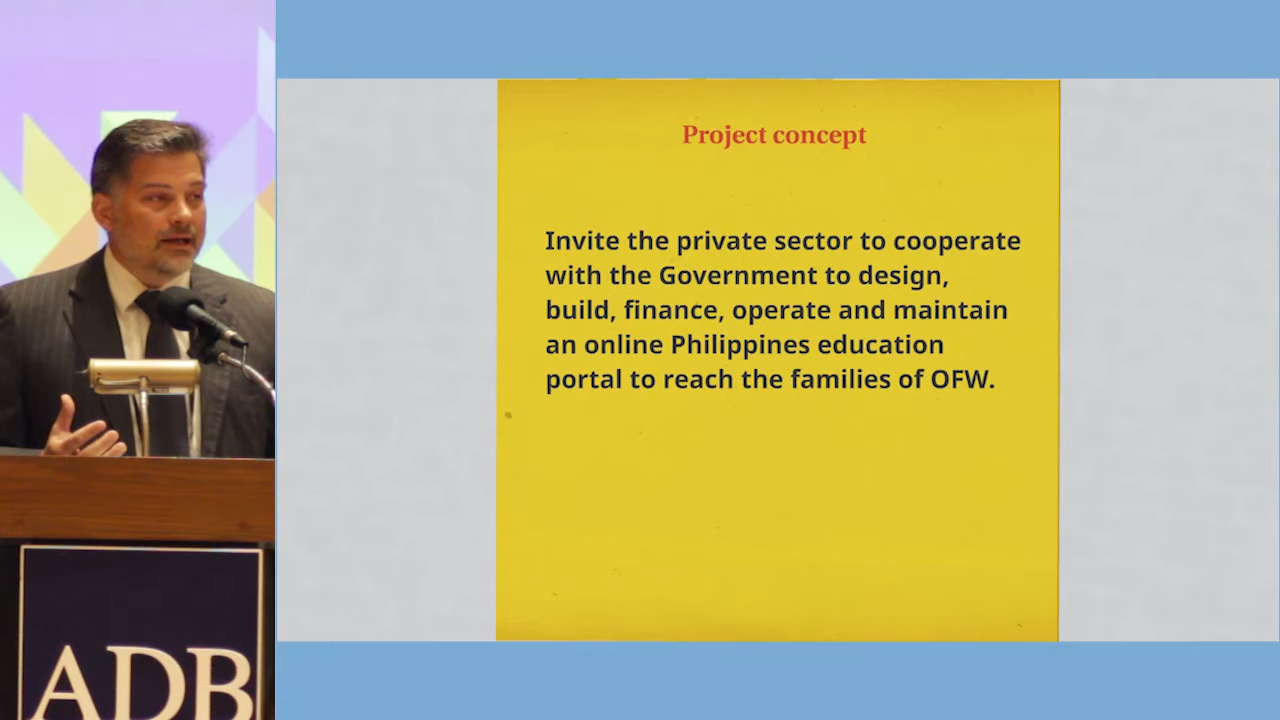 Project concept
Invite the private sector to cooperate
with the Government to design,
build, finance, operate and maintain
an online Philippines education
portal to reach the families of OFW.
ADB